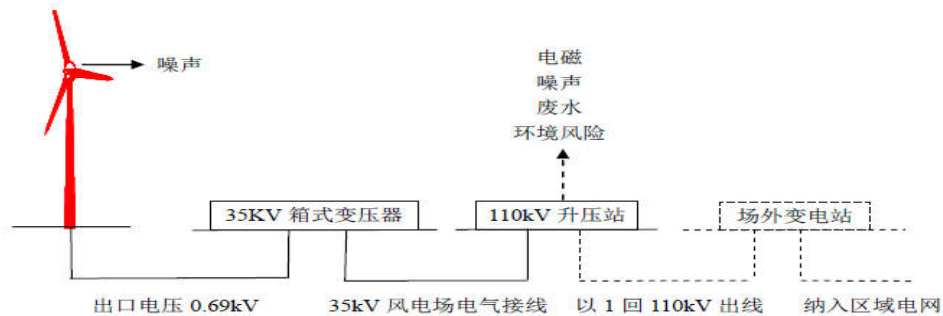 噪声
电磁
噪声
废水
环境风险
35KV 箱式变压器
110kV 升压站
场外变电站
出口电压 0.69kV
35kV 风电场电气接线
以 1 回 110kV 出线
纳入区域电网